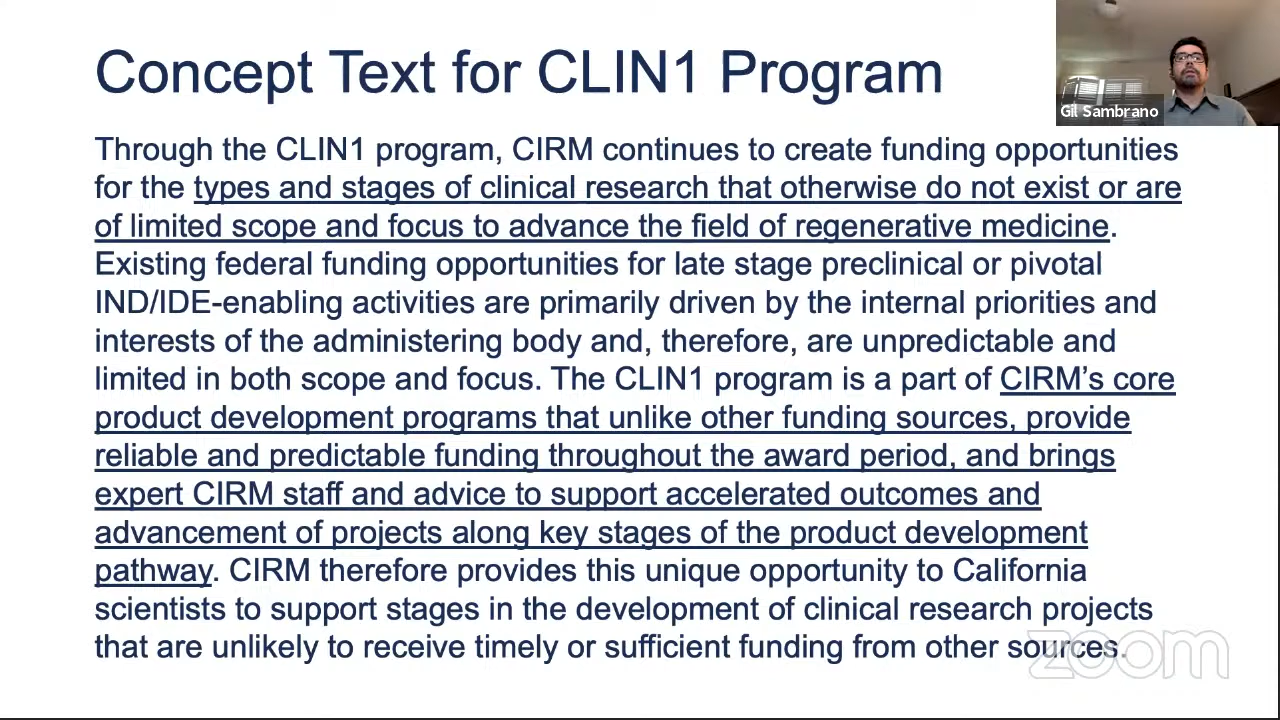 Concept Text for CLIN1 Program
Gil Sambrano
Through the CLIN1 program, CIRM continues to create funding opportunities
for the types and stages of clinical research that otherwise do not exist or are
of limited scope and focus to advance the field of regenerative medicine.
Existing federal funding opportunities for late stage preclinical or pivotal
IND/IDE-enabling activities are primarily driven by the internal priorities and
interests of the administering body and, therefore, are unpredictable and
limited in both scope and focus. The CLIN1 program is a part of CIRM’s core
product development programs that unlike other funding sources, provide
reliable and predictable funding throughout the award period, and brings
expert CIRM staff and advice to support accelerated outcomes and
advancement of projects along key stages of the product development
pathway. CIRM therefore provides this unique opportunity to California
scientists to support stages in the development of clinical research projects
that are unlikely to receive timely or sufficient funding from other sources.
zoom